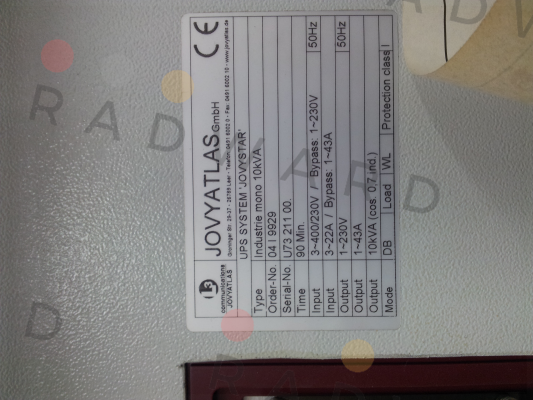 communications
JOVYATLAS
JOVYATLAS GmbH
CE
UPS SYSTEM 'JOVYSTAR'
Type Industrie mono 10kVA
Order-No. 04 I 9929
Serial-No. U73 211 00.
Time 90 Min.
Input 3~400/230V / Bypass: 1~230V 50Hz
Input 3~22A / Bypass: 1~43A
Output 1~230V 50Hz
Output 1~43A
Output 10kVA (cos. 0,7 ind.)
Mode DB Load WL Protection class I
RADWARD